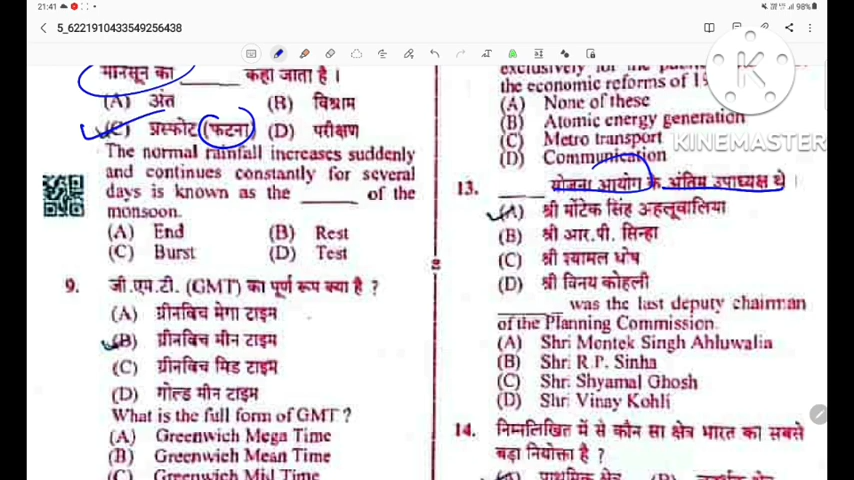 21:41
98%
5_6221910433549256438
मानसून का ______ कहा जाता है ।
(A) अंत
(B) विश्राम
(C) प्रस्फोट (फटना)
(D) परीक्षण
The normal rainfall increases suddenly
and continues constantly for several
days is known as the ______ of the
monsoon.
(A) End
(B) Rest
(C) Burst
(D) Test
9. जी.एम.टी. (GMT) का पूर्ण रूप क्या है ?
(A) ग्रीनविच मेगा टाइम
(B) ग्रीनविच मीन टाइम
(C) ग्रीनविच मिड टाइम
(D) गोल्ड मीन टाइम
What is the full form of GMT ?
(A) Greenwich Mega Time
(B) Greenwich Mean Time
(C) Greenwich Mid Time
exclusively for the
the economic reforms of
(A) None of these
(B) Atomic energy generation
(C) Metro transport
(D) Communication
13. ______ योजना आयोग के अंतिम उपाध्यक्ष थे ।
(A) श्री मोंटेक सिंह अहलूवालिया
(B) श्री आर.पी. सिन्हा
(C) श्री श्यामल घोष
(D) श्री विनय कोहली
______ was the last deputy chairman
of the Planning Commission.
(A) Shri Montek Singh Ahluwalia
(B) Shri R.P. Sinha
(C) Shri Shyamal Ghosh
(D) Shri Vinay Kohli
14. निम्नलिखित में से कौन सा क्षेत्र भारत का सबसे
बड़ा नियोक्ता है ?
(A) प्राथमिक क्षेत्र
(B)
K
KINEMASTER